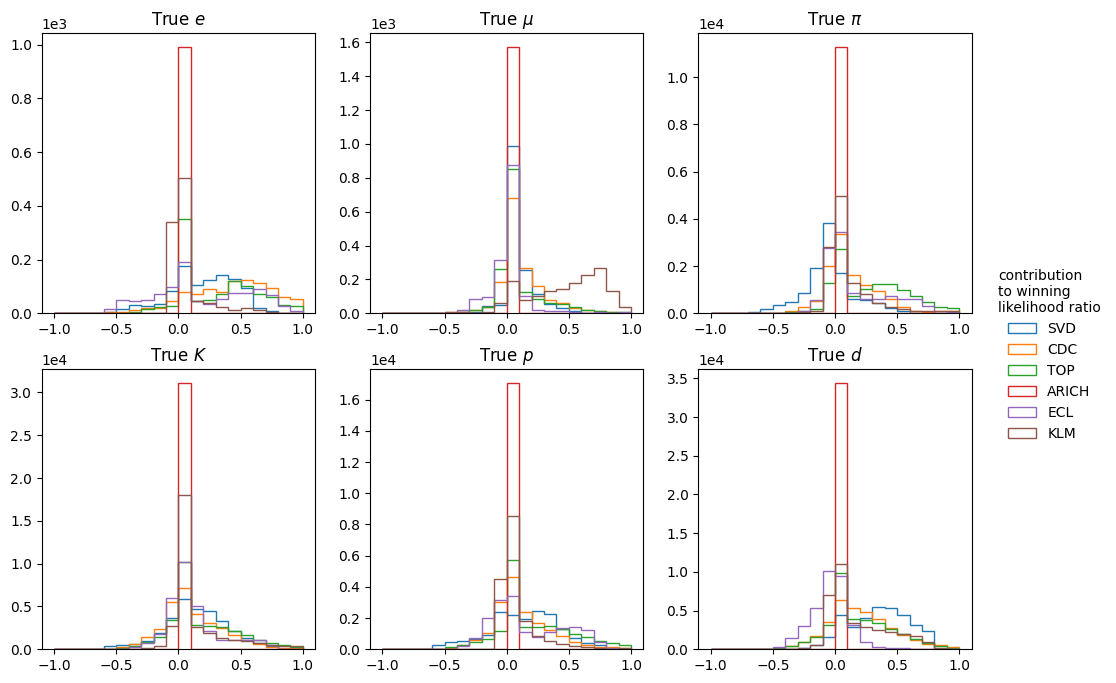 True e
1e3
1.0
0.8
0.6
0.4
0.2
0.0
−1.0 −0.5 0.0 0.5 1.0
True μ
1e3
1.6
1.4
1.2
1.0
0.8
0.6
0.4
0.2
0.0
−1.0 −0.5 0.0 0.5 1.0
True π
1e4
1.0
0.8
0.6
0.4
0.2
0.0
−1.0 −0.5 0.0 0.5 1.0
True K
1e4
3.0
2.5
2.0
1.5
1.0
0.5
0.0
−1.0 −0.5 0.0 0.5 1.0
True p
1e4
1.6
1.4
1.2
1.0
0.8
0.6
0.4
0.2
0.0
−1.0 −0.5 0.0 0.5 1.0
True d
1e4
3.5
3.0
2.5
2.0
1.5
1.0
0.5
0.0
−1.0 −0.5 0.0 0.5 1.0
contribution
to winning
likelihood ratio
SVD
CDC
TOP
ARICH
ECL
KLM